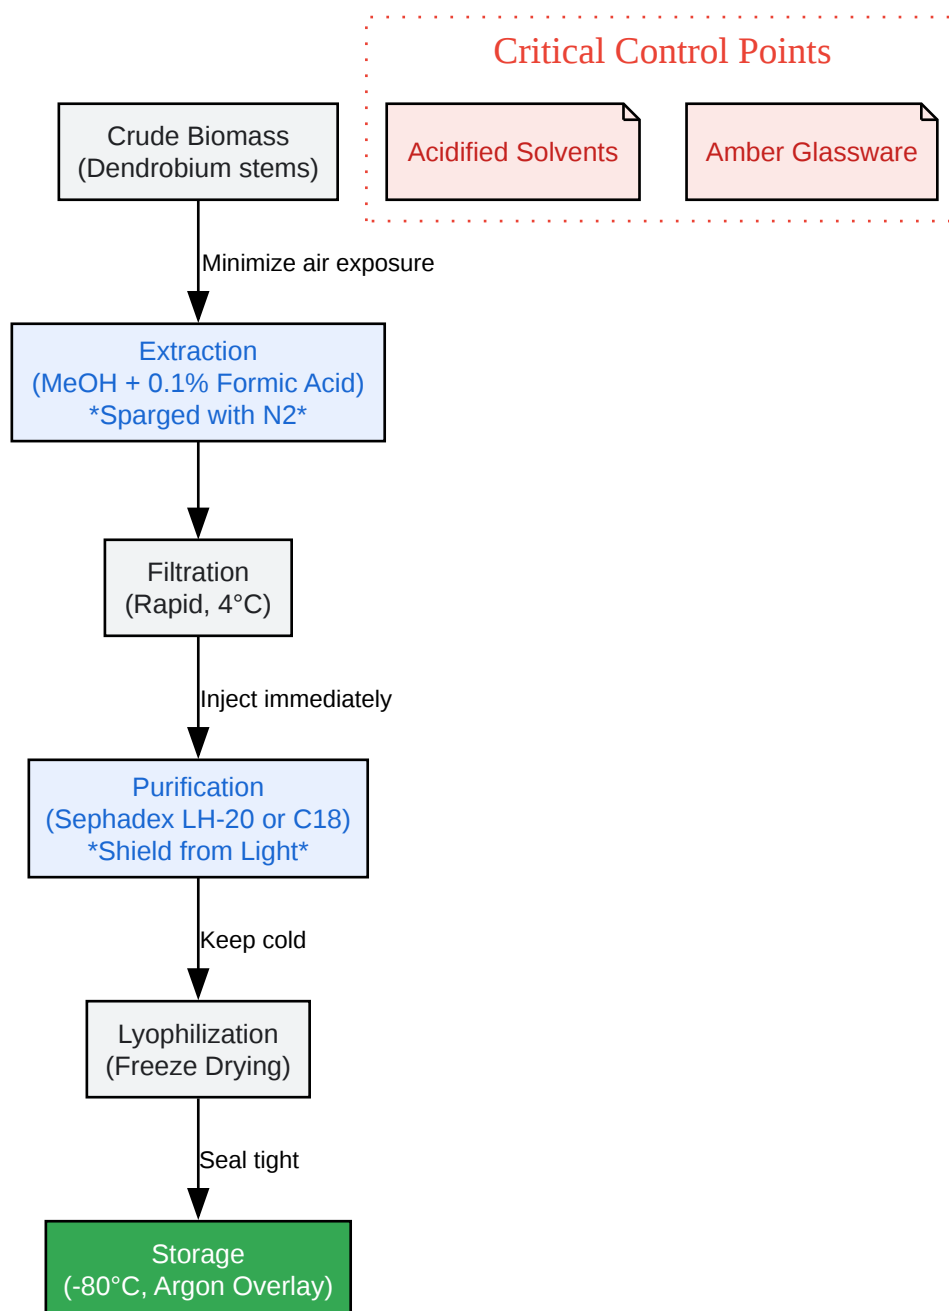 Critical Control Points
Crude Biomass
(Dendrobium stems)
Acidified Solvents
Amber Glassware
Minimize air exposure
Extraction
(MeOH + 0.1% Formic Acid)
*Sparged with N2*
Filtration
(Rapid, 4°C)
Inject immediately
Purification
(Sephadex LH-20 or C18)
*Shield from Light*
Keep cold
Lyophilization
(Freeze Drying)
Seal tight
Storage
(-80°C, Argon Overlay)